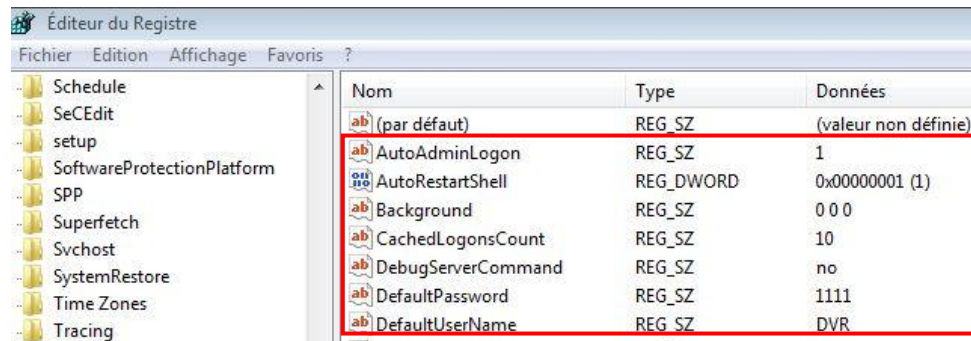 Éditeur du Registre
Fichier Edition Affichage Favoris ?
Schedule
SeCEdit
setup
SoftwareProtectionPlatform
SPP
Superfetch
Svchost
SystemRestore
Time Zones
Tracing
Nom Type Données
(par défaut) REG_SZ (valeur non définie)
AutoAdminLogon REG_SZ 1
AutoRestartShell REG_DWORD 0x00000001 (1)
Background REG_SZ 0 0 0
CachedLogonsCount REG_SZ 10
DebugServerCommand REG_SZ no
DefaultPassword REG_SZ 1111
DefaultUserName REG_SZ DVR